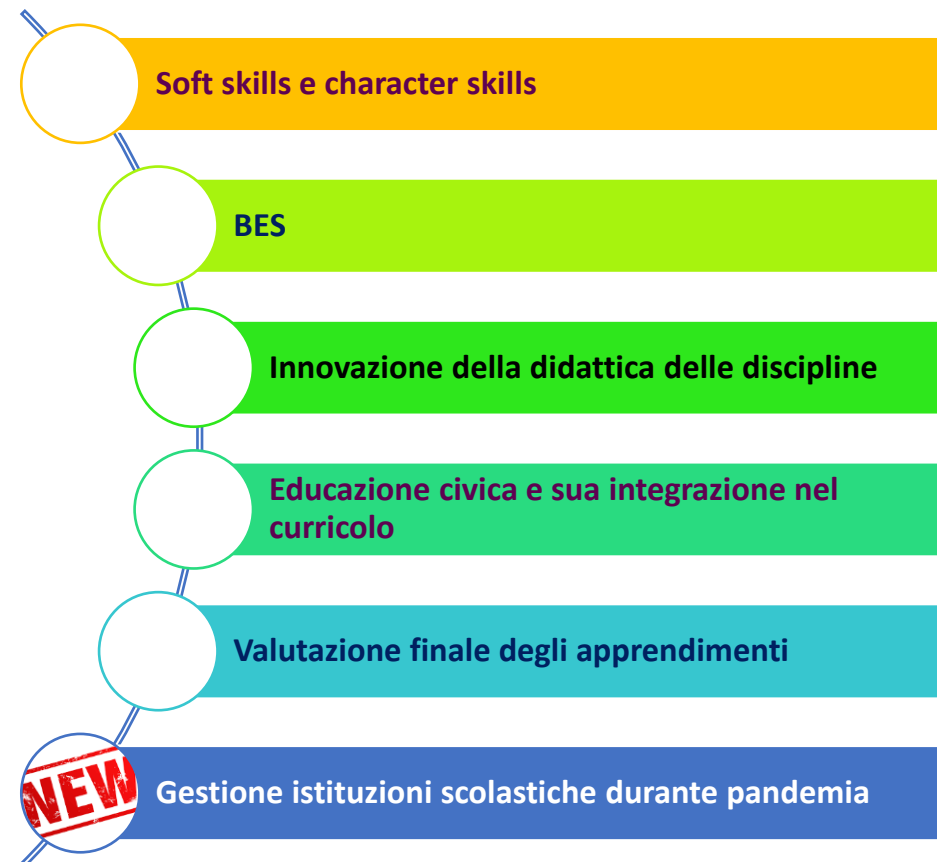 Soft skills e character skills
BES
Innovazione della didattica delle discipline
Educazione civica e sua integrazione nel
curricolo
Valutazione finale degli apprendimenti
NEW
Gestione istituzioni scolastiche durante pandemia